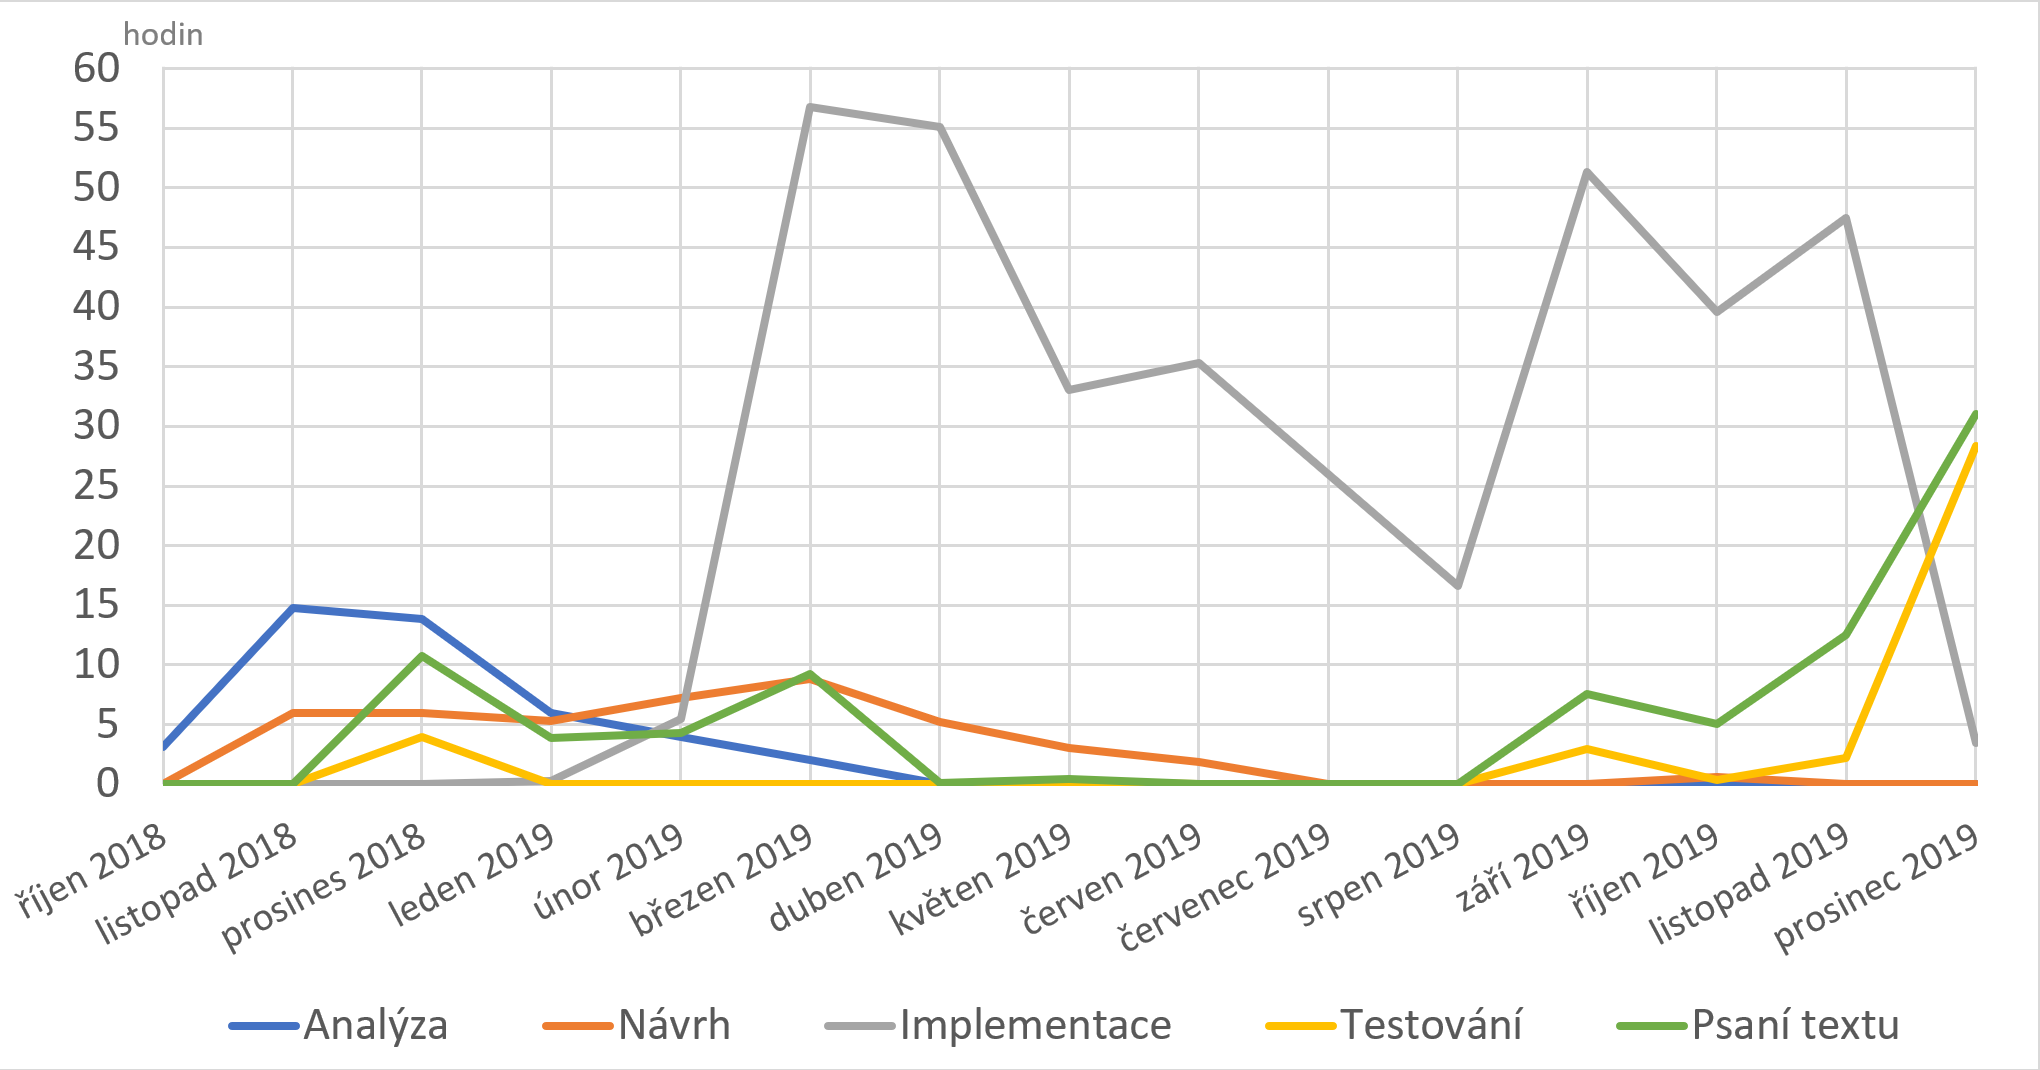 hodin
60
55
50
45
40
35
30
25
20
15
10
5
0
říjen 2018
listopad 2018
prosines 2018
leden 2019
únor 2019
březen 2019
duben 2019
květen 2019
červen 2019
červenec 2019
srpen 2019
září 2019
říjen 2019
listopad 2019
prosinec 2019
Analýza Návrh Implementace Testování Psaní textu